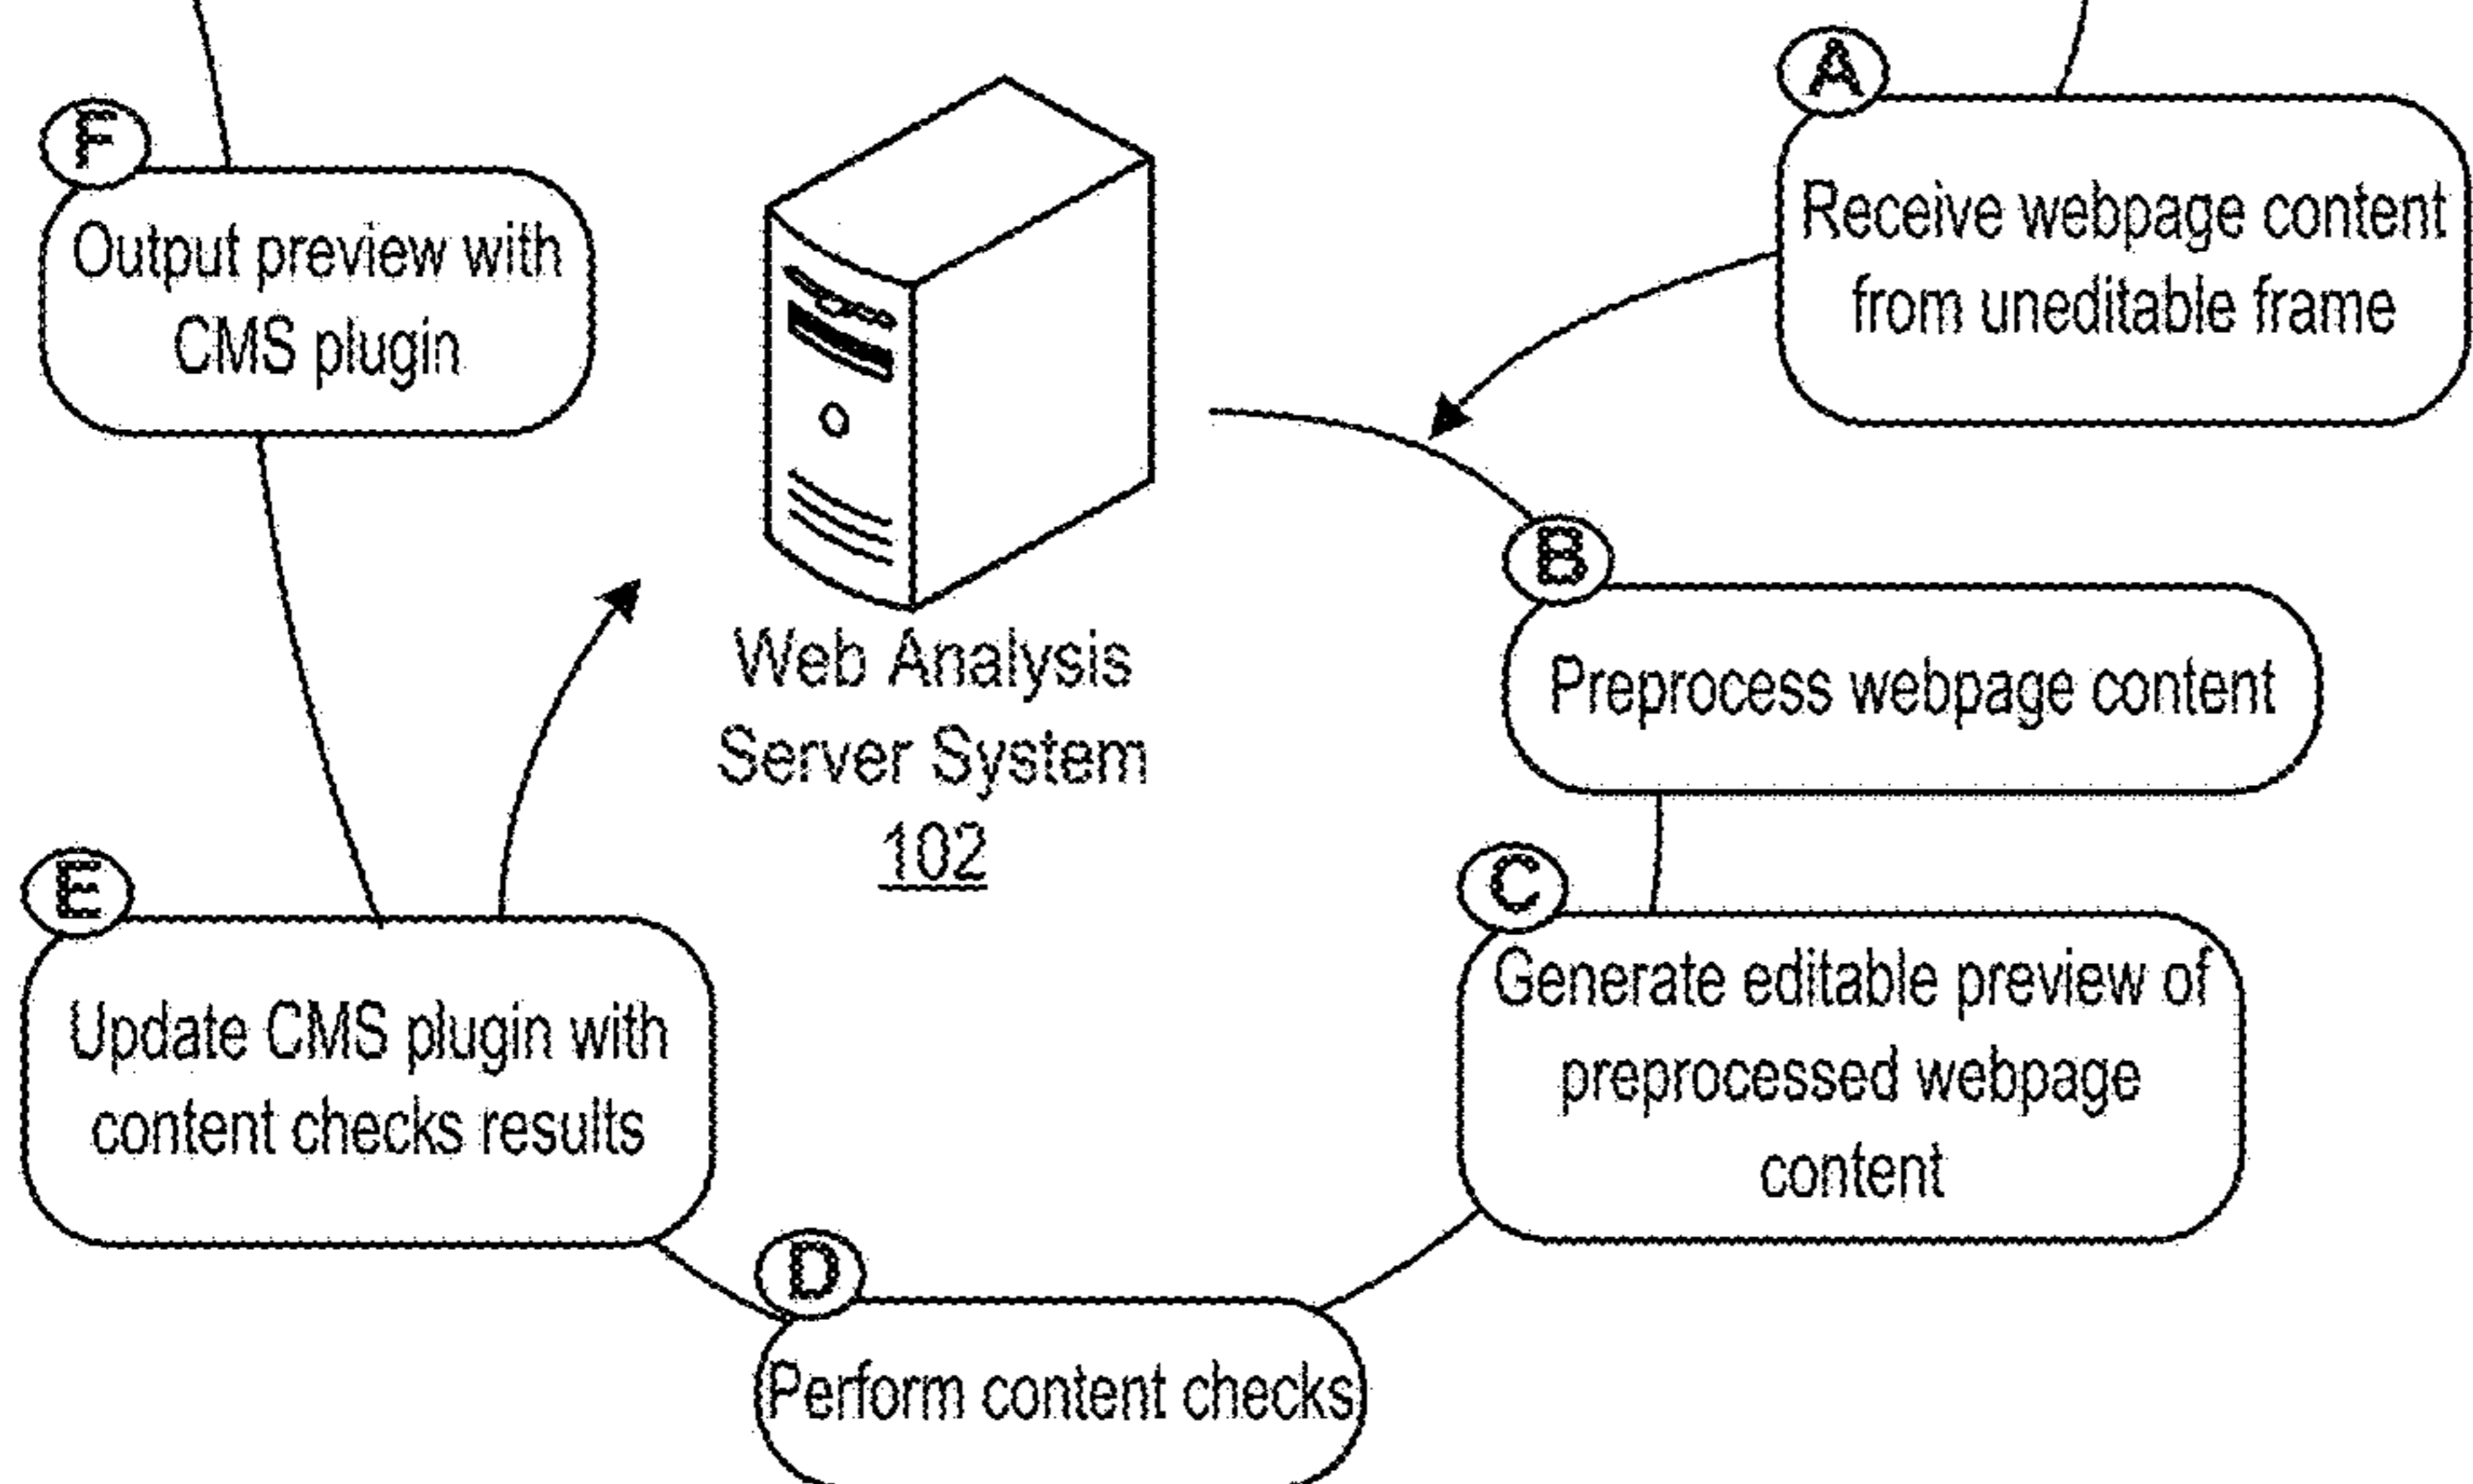 A
Receive webpage content
from uneditable frame
B
Preprocess webpage content
C
Generate editable preview of
preprocessed webpage
content
D
Perform content checks
E
Update CMS plugin with
content checks results
F
Output preview with
CMS plugin
Web Analysis
Server System
102